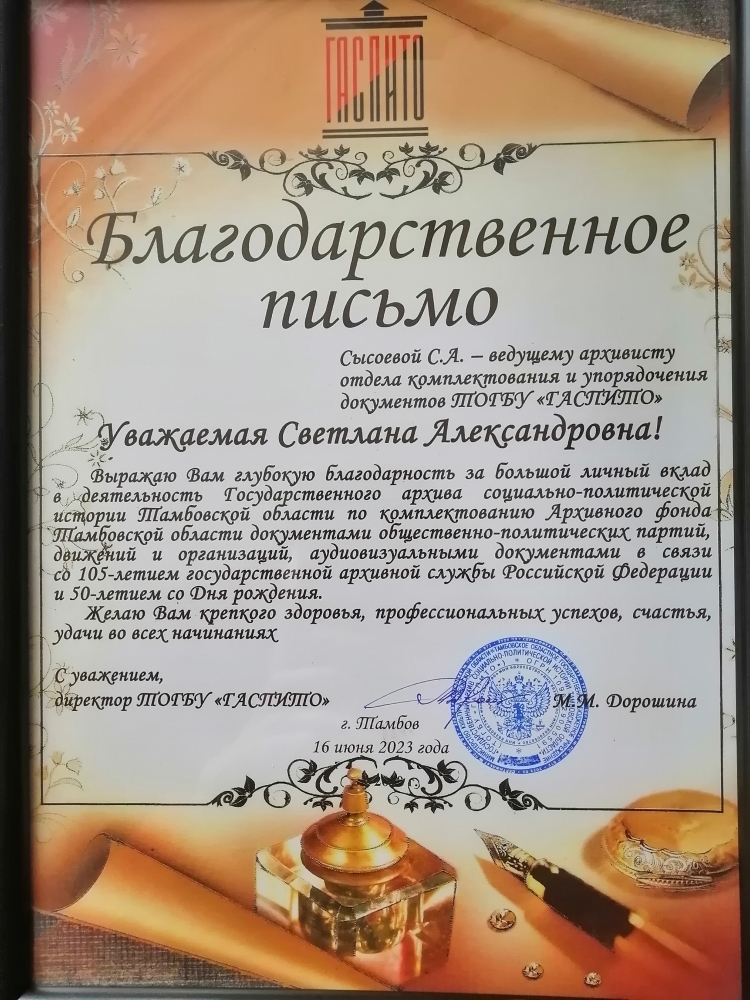 ГАСПИТО
Благодарственное
письмо
Сысоевой С.А. – ведущему архивисту
отдела комплектования и упорядочения
документов ТОГБУ «ГАСПИТО»
Уважаемая Светлана Александровна!
Выражаю Вам глубокую благодарность за большой личный вклад
в деятельность Государственного архива социально-политической
истории Тамбовской области по комплектованию Архивного фонда
Тамбовской области документами общественно-политических партий,
движений и организаций, аудиовизуальными документами в связи
со 105-летием государственной архивной службы Российской Федерации
и 50-летием со Дня рождения.
Желаю Вам крепкого здоровья, профессиональных успехов, счастья,
удачи во всех начинаниях
С уважением,
директор ТОГБУ «ГАСПИТО» М.М. Дорошина
г. Тамбов
16 июня 2023 года